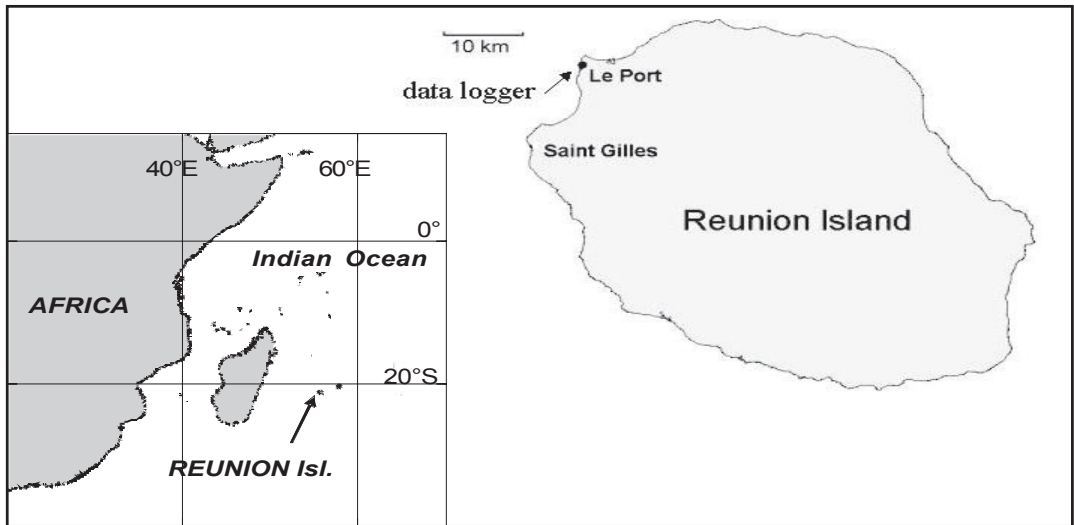 10 km
Le Port
data logger
Saint Gilles
Reunion Island
40°E
60°E
0°
Indian Ocean
AFRICA
20°S
REUNION Isl.